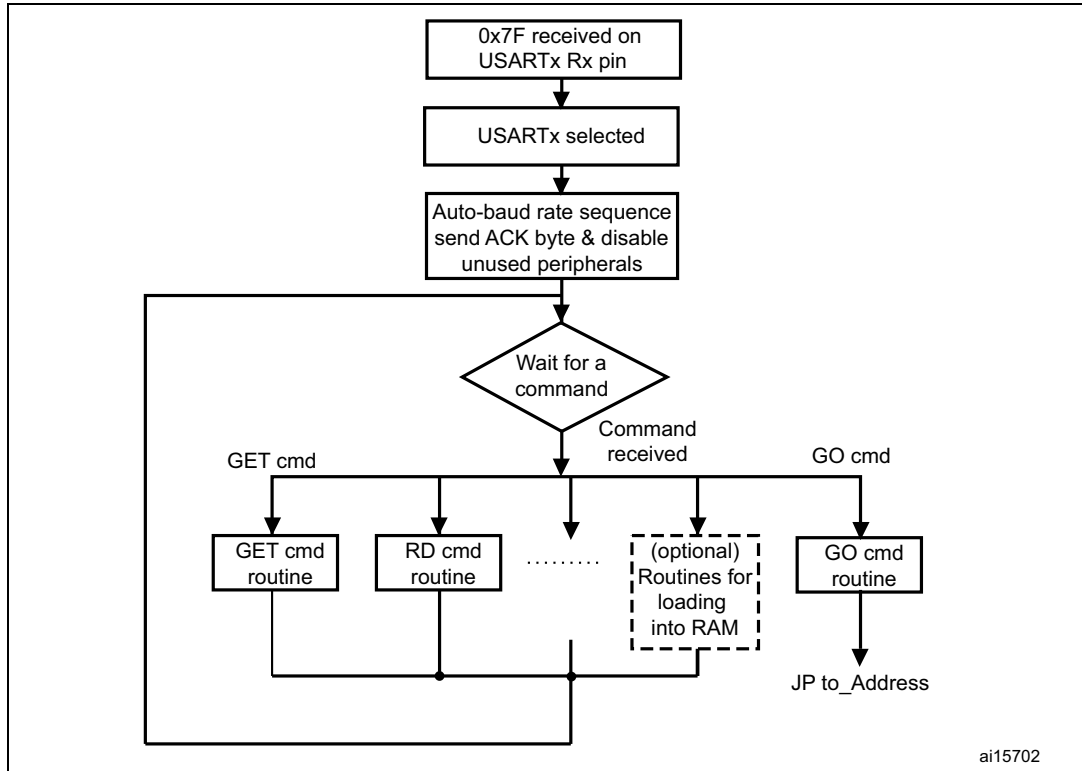 0x7F received on
USARTx Rx pin
USARTx selected
Auto-baud rate sequence
send ACK byte & disable
unused peripherals
Wait for a
command
Command
received
GET cmd
GO cmd
GET cmd
routine
RD cmd
routine
.........
(optional)
Routines for
loading
into RAM
GO cmd
routine
JP to_Address
ai15702